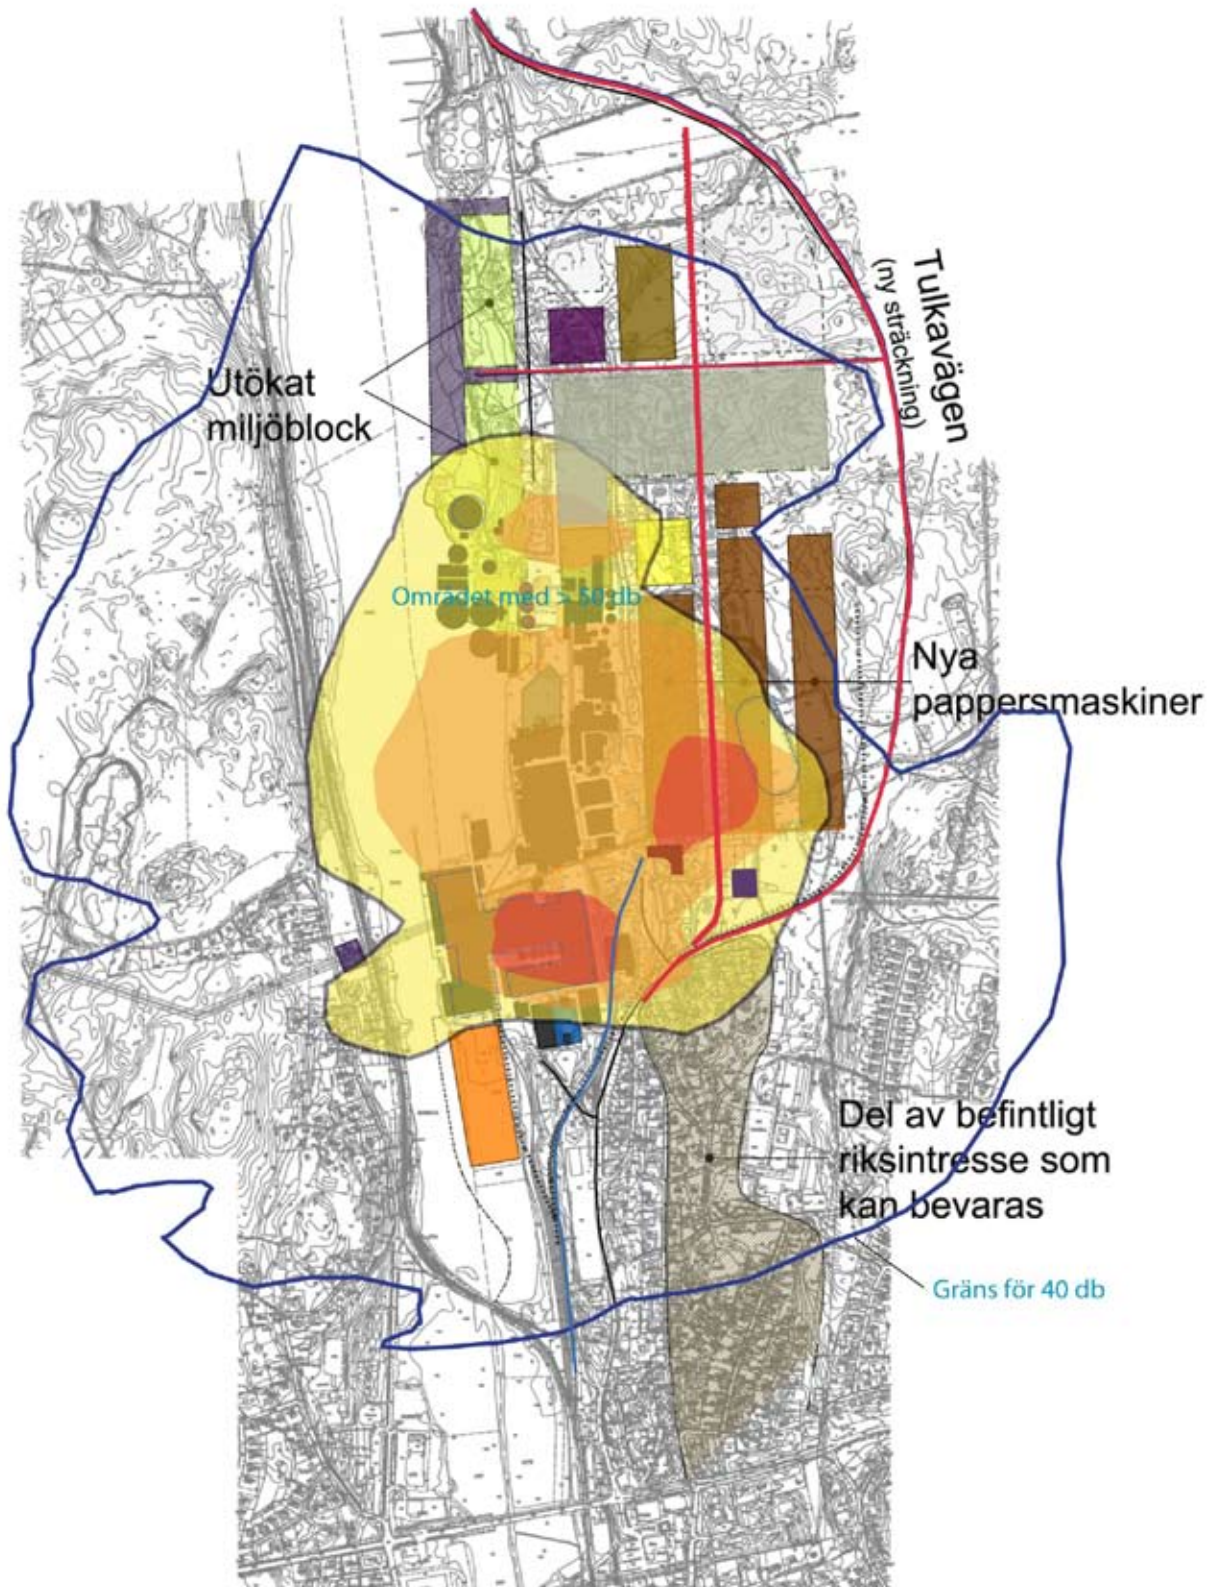 Tulkavägen
(ny sträckning)
Utökat
miljöblock
Området med > 50 db
Nya
pappersmaskiner
Del av befintligt
riksintresse som
kan bevaras
Gräns för 40 db